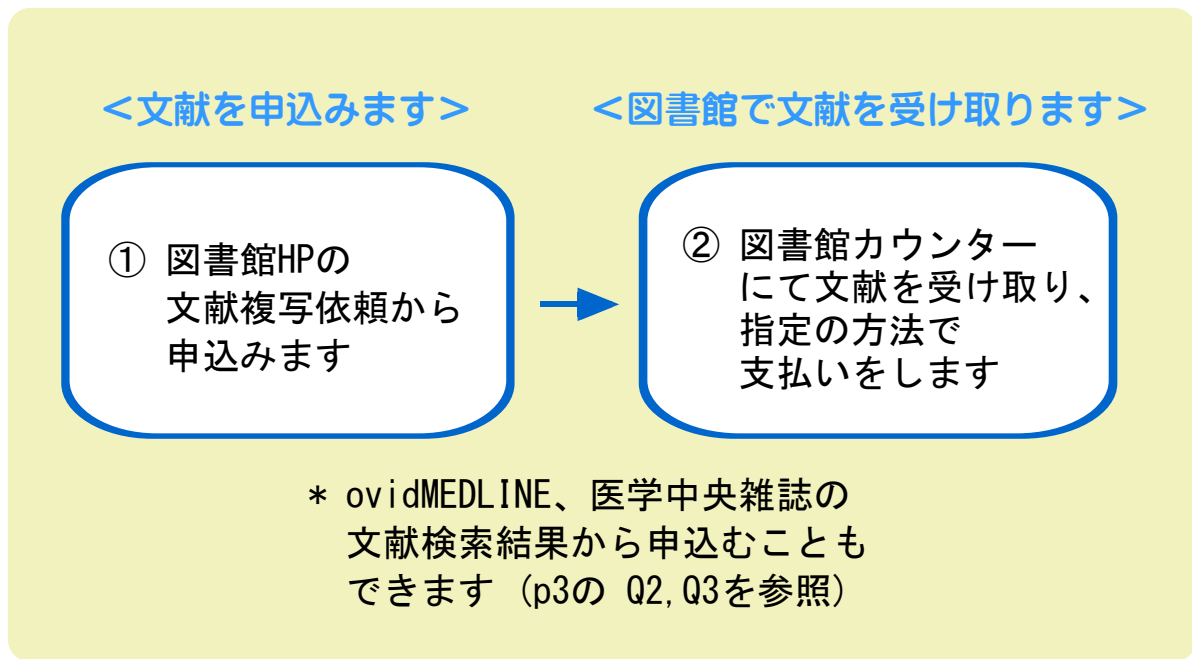 ＜文献を申込みます＞
① 図書館HPの
文献複写依頼から
申込みます
＜図書館で文献を受け取ります＞
② 図書館カウンター
にて文献を受け取り、
指定の方法で
支払いをします
* ovidMEDLINE、医学中央雑誌の
文献検索結果から申込むことも
できます（p3の Q2,Q3を参照）